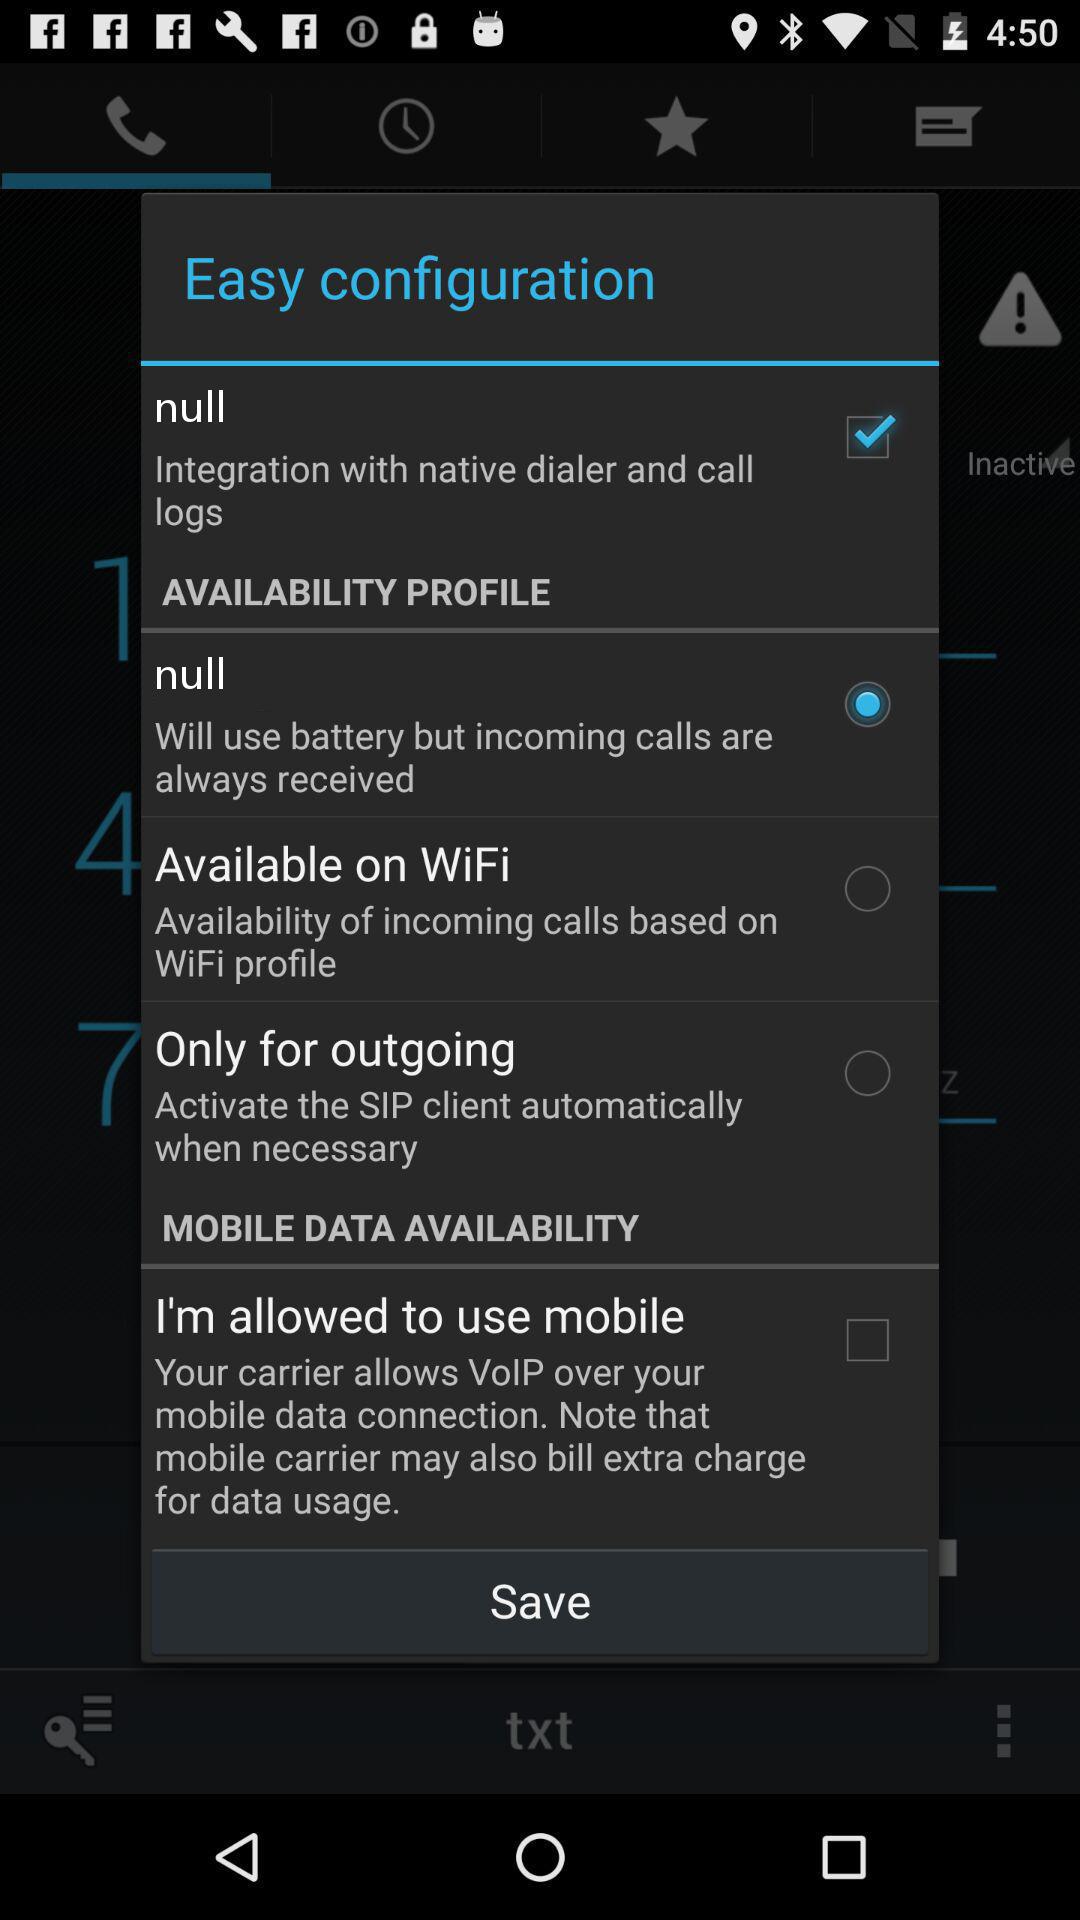 4:50
Easy configuration
null
Integration with native dialer and call
logs
Inactive
AVAILABILITY PROFILE
1
null
Will use battery but incoming calls are
always received
4
Available on WiFi
Availability of incoming calls based on
WiFi profile
7
Only for outgoing
Z
Activate the SIP client automatically
when necessary
MOBILE DATA AVAILABILITY
I'm allowed to use mobile
Your carrier allows VoIP over your
mobile data connection. Note that
mobile carrier may also bill extra charge
for data usage.
Save
txt